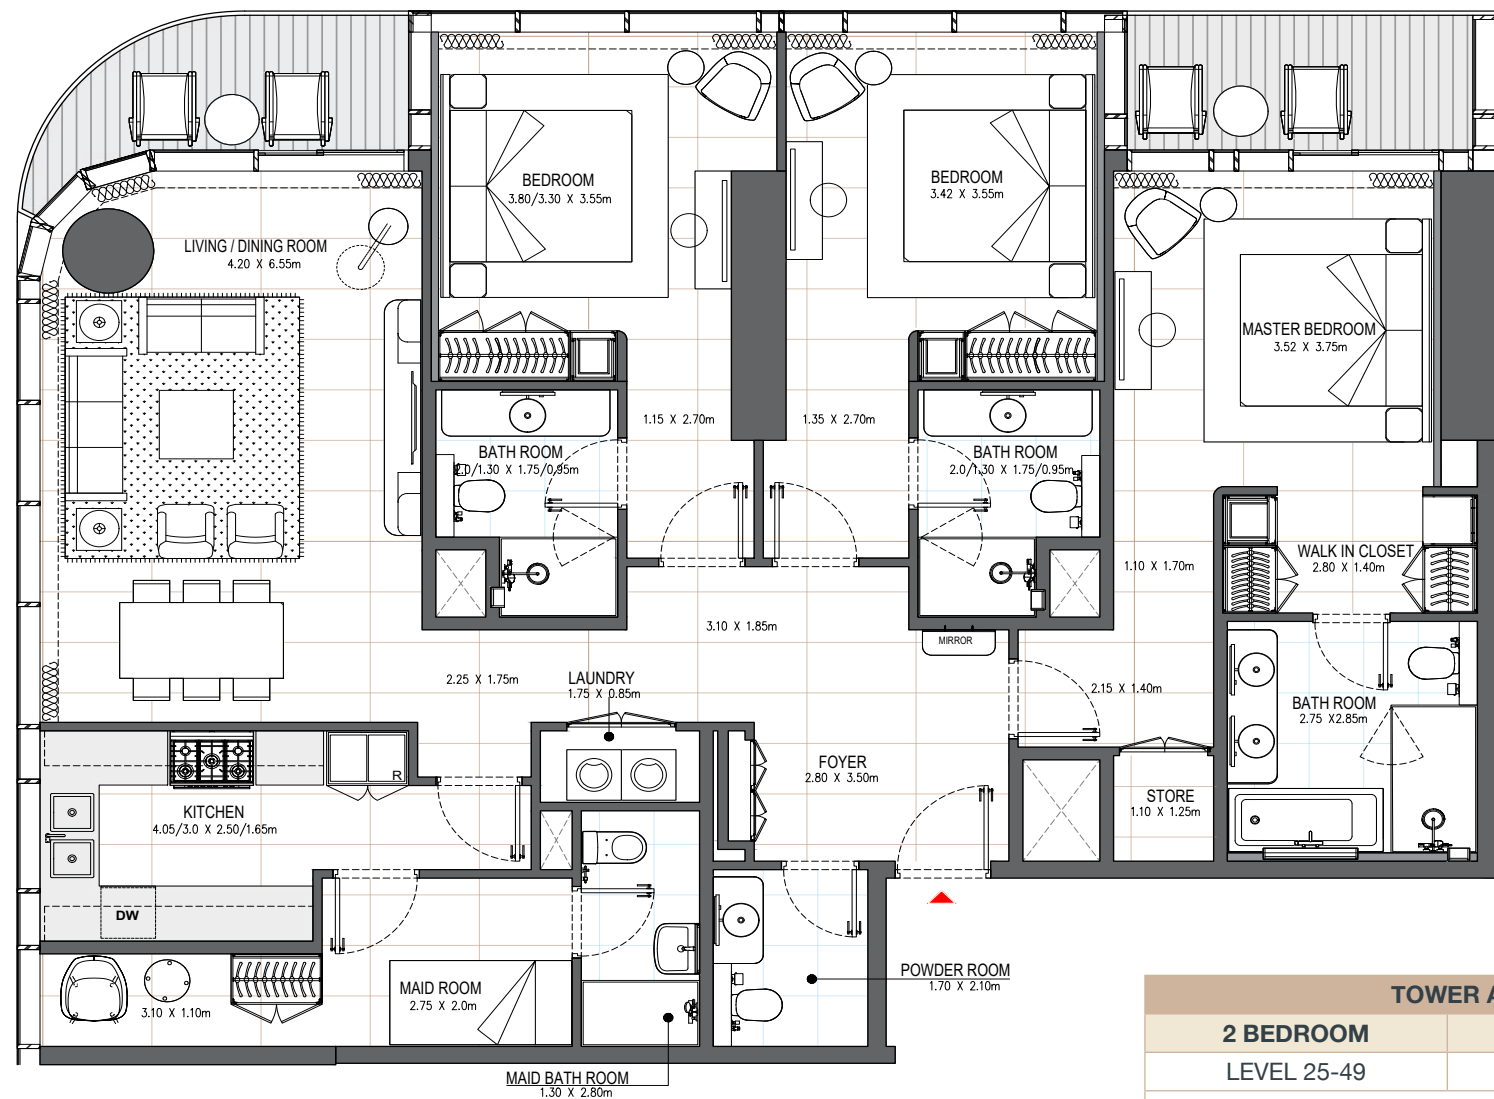 BEDROOM
3.80/3.30 X 3.55m
BEDROOM
3.42 X 3.55m
LIVING / DINING ROOM
4.20 X 6.55m
MASTER BEDROOM
3.52 X 3.75m
1.15 X 2.70m
1.35 X 2.70m
BATH ROOM
2.0/1.30 X 1.75/0.95m
BATH ROOM
2.0/1.30 X 1.75/0.95m
WALK IN CLOSET
2.80 X 1.40m
1.10 X 1.70m
3.10 X 1.85m
MIRROR
2.25 X 1.75m
LAUNDRY
1.75 X 0.85m
2.15 X 1.40m
BATH ROOM
2.75 X2.85m
FOYER
2.80 X 3.50m
R
STORE
1.10 X 1.25m
KITCHEN
4.05/3.0 X 2.50/1.65m
DW
POWDER ROOM
1.70 X 2.10m
MAID ROOM
2.75 X 2.0m
3.10 X 1.10m
MAID BATH ROOM
1.30 X 2.80m
TOWER A
2 BEDROOM
LEVEL 25-49